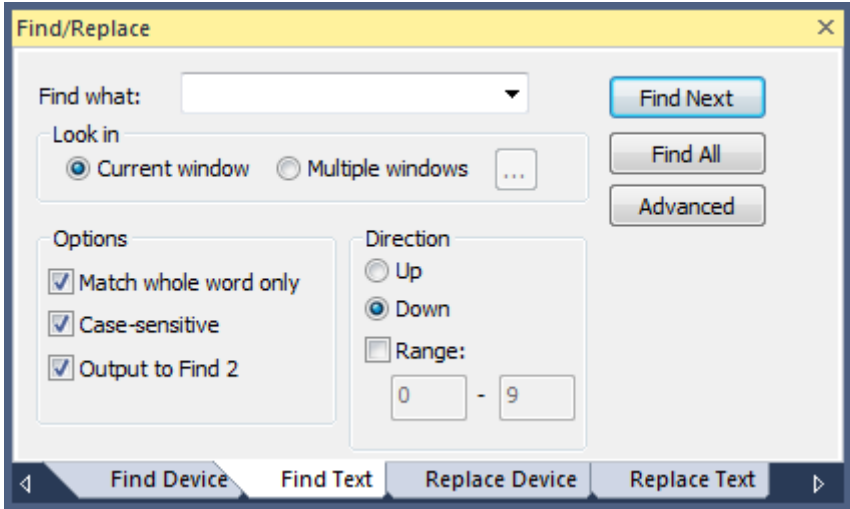 Find/Replace
Find what:
Find Next
Look in
Current window Multiple windows ...
Find All
Advanced
Options
Match whole word only
Case-sensitive
Output to Find 2
Direction
Up
Down
Range:
0 - 9
Find Device Find Text Replace Device Replace Text